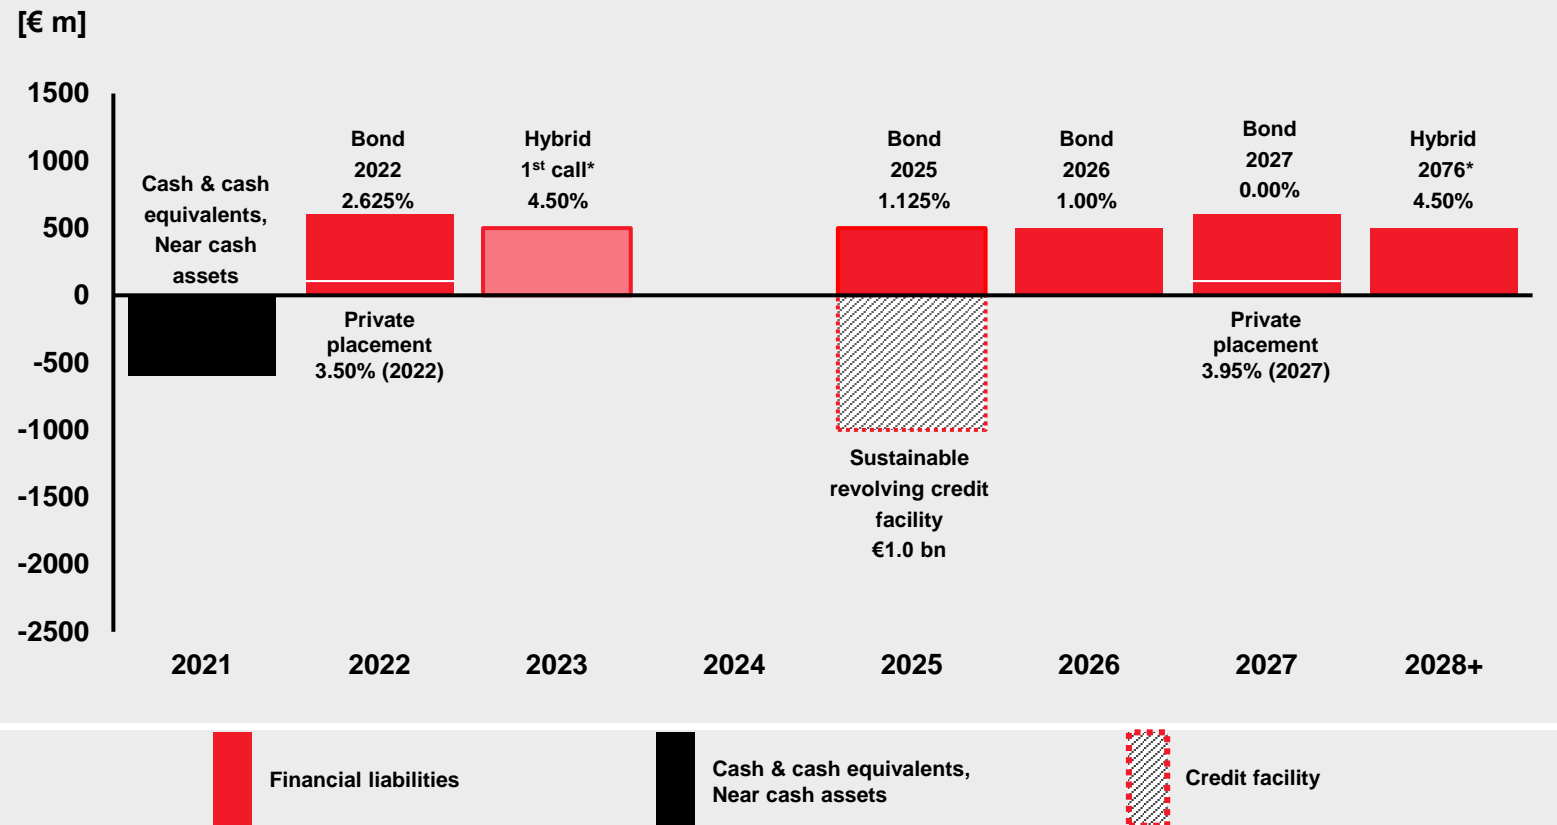 [€ m]
1500
1000
500
0
-500
-1000
-1500
-2000
-2500
Cash & cash
equivalents,
Near cash
assets
Bond
2022
2.625%
Private
placement
3.50% (2022)
Hybrid
1st call*
4.50%
Bond
2025
1.125%
Sustainable
revolving credit
facility
€1.0 bn
Bond
2026
1.00%
Bond
2027
0.00%
Private
placement
3.95% (2027)
Hybrid
2076*
4.50%
2021 2022 2023 2024 2025 2026 2027 2028+
Financial liabilities
Cash & cash equivalents,
Near cash assets
Credit facility